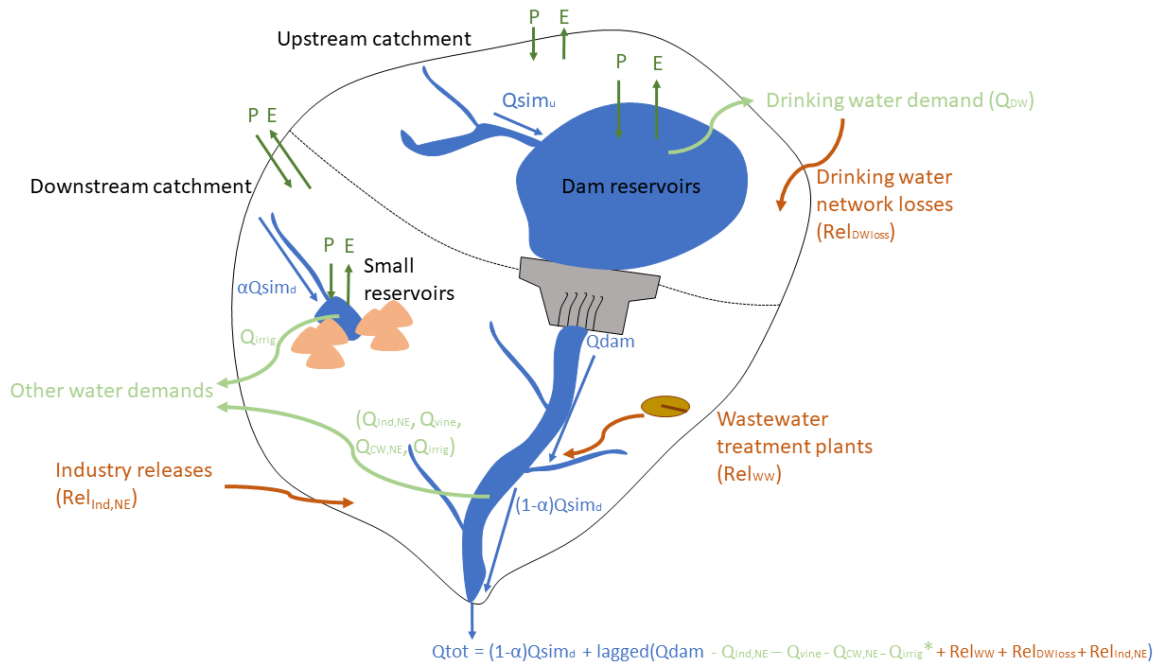 Upstream catchment
P E
P E
Qsimu
Drinking water demand (QDW)
P E
Downstream catchment
Dam reservoirs
Drinking water
network losses
(RelDWloss)
P E
Small
reservoirs
αQsimd
Qirrig
Qdam
Other water demands
(QInd,NE, Qvine,
QCW,NE, Qirrig)
Wastewater
treatment plants
(RelWW)
Industry releases
(RelInd,NE)
(1-α)Qsimd
Qtot = (1-α)Qsimd + lagged(Qdam - QInd,NE – Qvine - QCW,NE – Qirrig* + RelWW + RelDWloss + RelInd,NE)